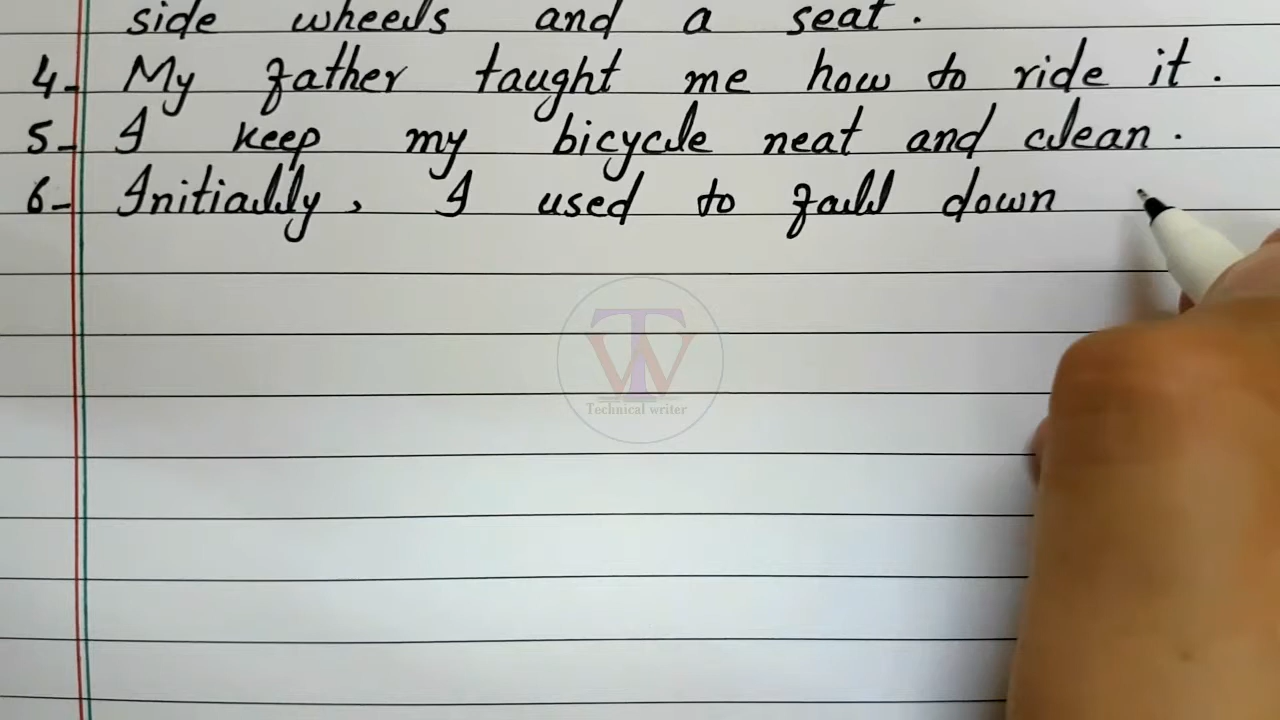 side wheels and a seat.
4- My father taught me how to ride it.
5- I keep my bicycle neat and clean.
6- Initially, I used to fall down
TW
Technical writer